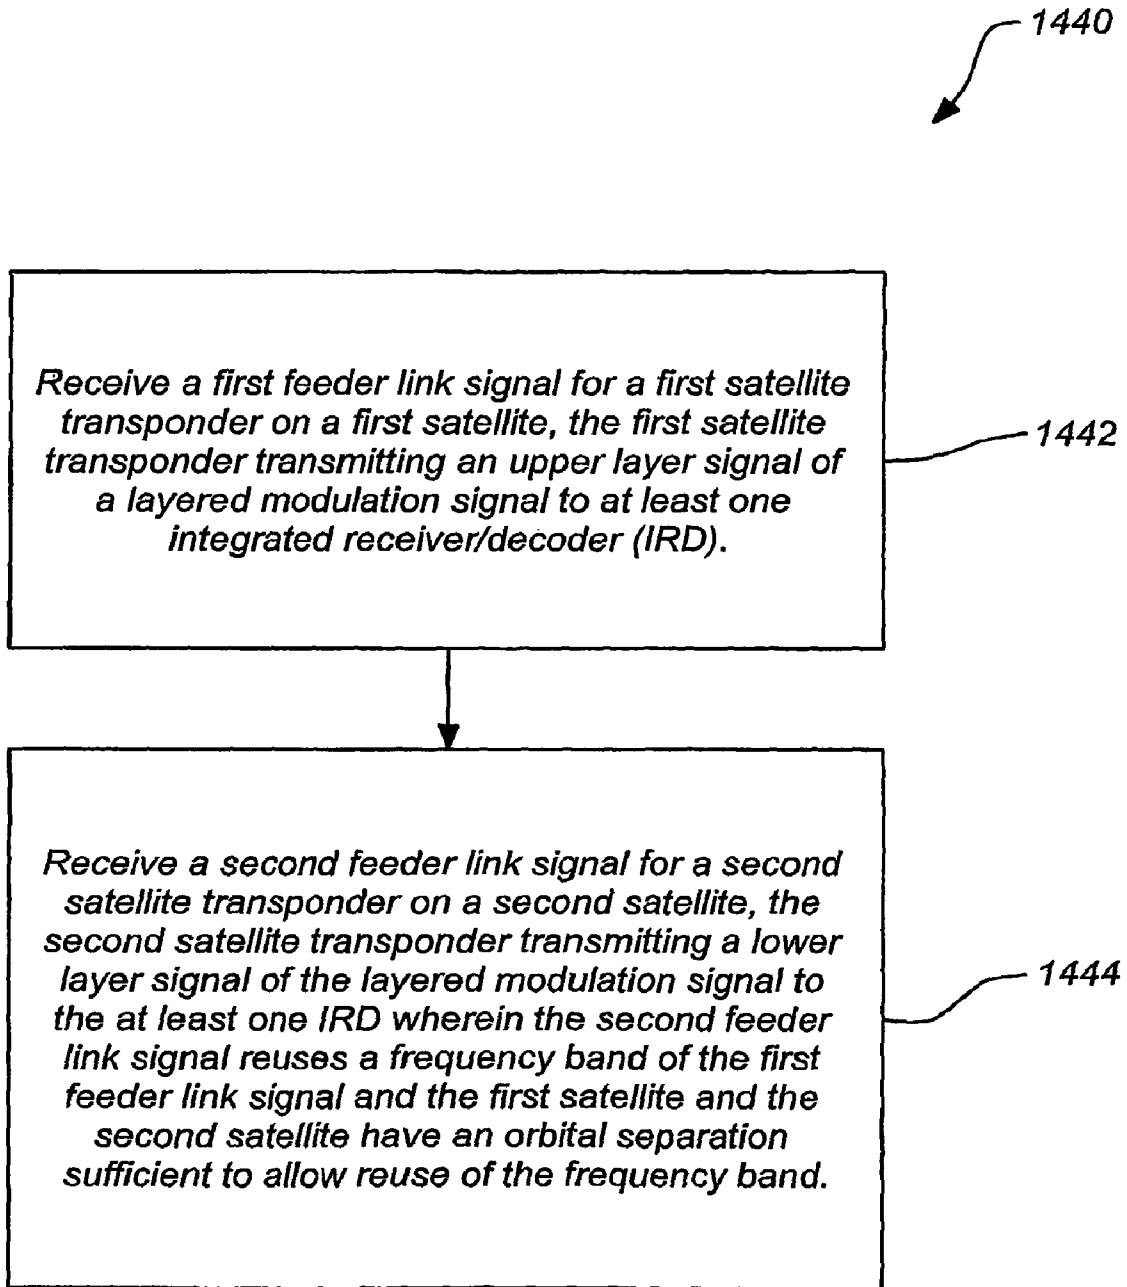 1440
Receive a first feeder link signal for a first satellite
transponder on a first satellite, the first satellite
transponder transmitting an upper layer signal of
a layered modulation signal to at least one
integrated receiver/decoder (IRD).
1442
Receive a second feeder link signal for a second
satellite transponder on a second satellite, the
second satellite transponder transmitting a lower
layer signal of the layered modulation signal to
the at least one IRD wherein the second feeder
link signal reuses a frequency band of the first
feeder link signal and the first satellite and the
second satellite have an orbital separation
sufficient to allow reuse of the frequency band.
1444